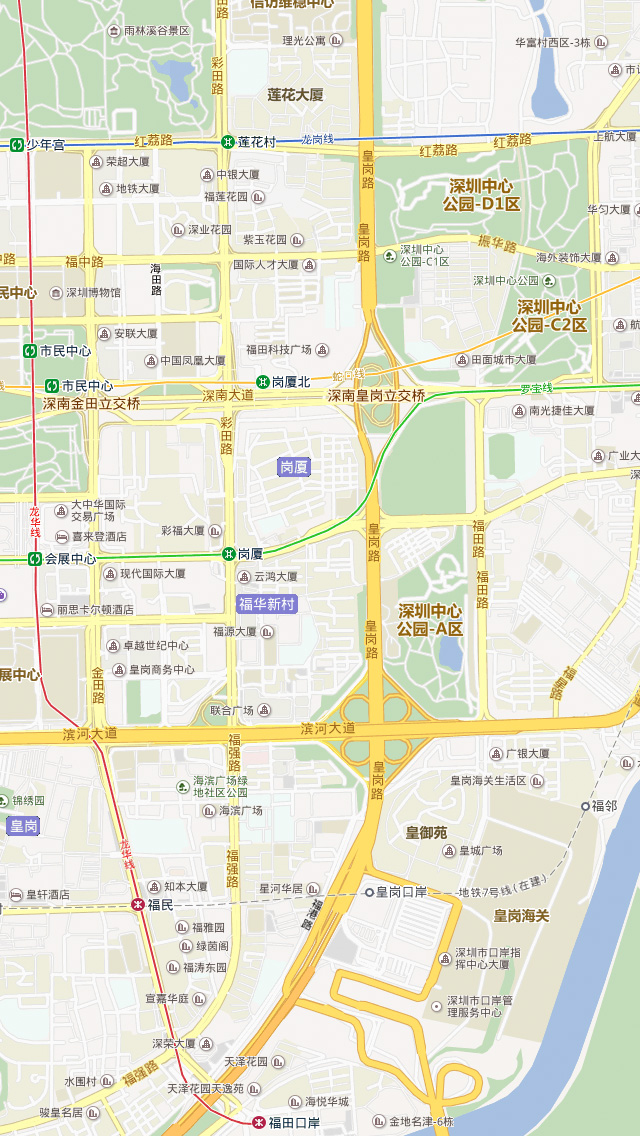 信访维稳中心
雨林溪谷景区
理光公寓
华富村西区-3栋
彩田路
市
莲花大厦
少年宫
红荔路
莲花村
龙岗线
红荔路
红荔路
上航大厦
荣超大厦
皇岗路
中银大厦
地铁大厦
福莲花园
深圳中心
公园-D1区
华匀大厦
深业花园
紫玉花园
皇岗路
深圳中心
公园-C1区
振华路
海外装饰大厦
中路
福中路
海田路
国际人才大厦
深圳中心公园
民中心
深圳博物馆
深圳中心
公园-C2区
安联大厦
航
市民中心
中国凤凰大厦
福田科技广场
田面城市大厦
市民中心
岗厦北
蛇口线
罗宝线
线
深南大道
深南金田立交桥
深南皇岗立交桥
南光捷佳大厦
彩田路
岗厦
广业大
深
大中华国际
交易广场
龙华线
喜来登酒店
彩福大厦
皇岗路
福田路
会展中心
岗厦
现代国际大厦
云鸿大厦
福田路
丽思卡尔顿酒店
福华新村
深圳中心
公园-A区
福源大厦
皇岗路
卓越世纪中心
展中心
金田路
皇岗商务中心
福星路
联合广场
滨河大道
滨河大道
福强路
广银大厦
皇岗路
海滨广场绿
地社区公园
皇岗海关生活区
锦绣园
海滨广场
福邻
皇岗
皇御苑
龙华线
皇城广场
福强路
皇轩酒店
知本大厦
星河华居
皇岗口岸
地铁7号线(在建)
福民
福港路
皇岗海关
福雅园
绿茵阁
深圳市口岸指
挥中心大厦
福涛东园
宣嘉华庭
深圳市口岸管
理服务中心
深荣大厦
天泽花园
福强路
水围村
天泽花园天逸苑
骏皇名居
海悦华城
福田口岸
金地名津-6栋